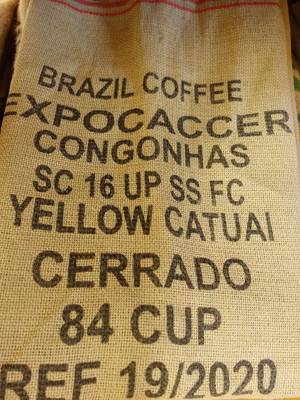 BRAZIL COFFEE
EXPOCACCER
CONGONHAS
SC 16 UP SS FC
YELLOW CATUAI
CERRADO
84 CUP
REF 19/2020